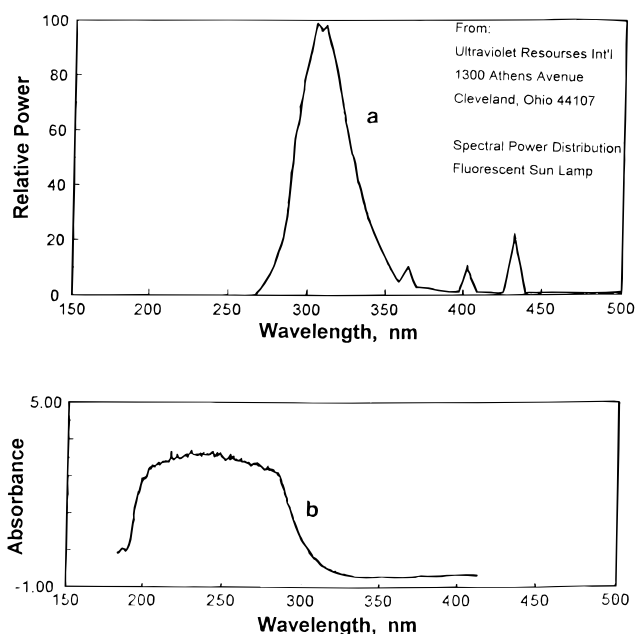 100
80
60
40
20
0
Relative Power
a
From:
Ultraviolet Resourses Int'l
1300 Athens Avenue
Cleveland, Ohio 44107
Spectral Power Distribution
Fluorescent Sun Lamp
150 200 250 300 350 400 450 500
Wavelength, nm
5.00
-1.00
Absorbance
b
150 200 250 300 350 400 450 500
Wavelength, nm